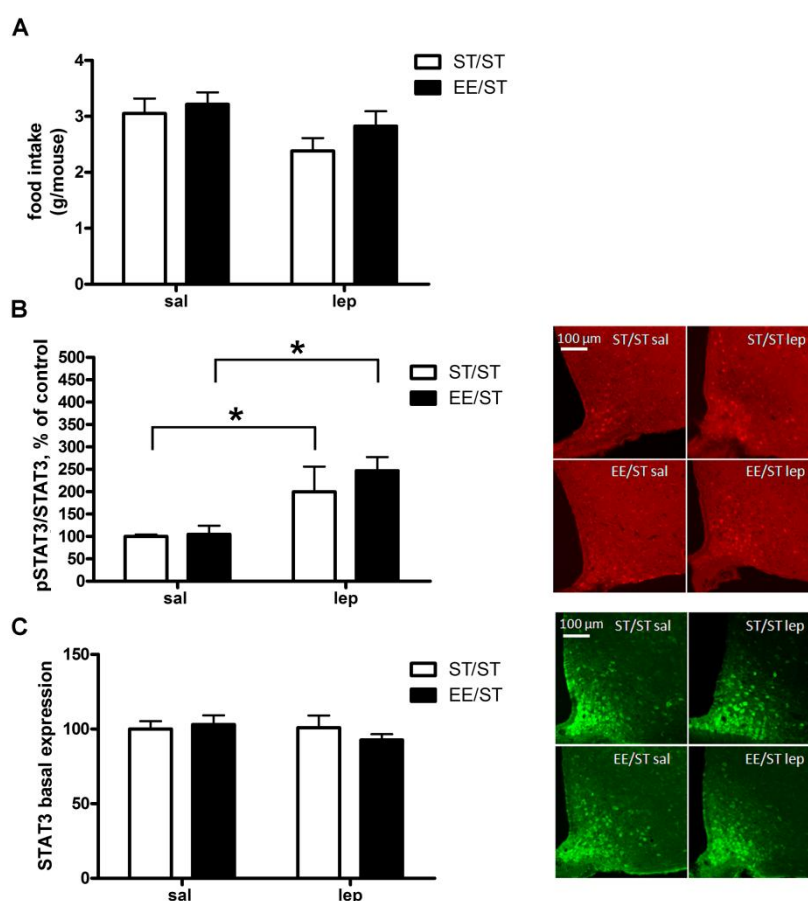 A
ST/ST
EE/ST
4
3
2
1
0
food intake
(g/mouse)
sal lep
B
*
*
ST/ST
EE/ST
500
450
400
350
300
250
200
150
100
50
0
pSTAT3/STAT3, % of control
sal lep
100 µm ST/ST sal ST/ST lep
EE/ST sal EE/ST lep
C
ST/ST
EE/ST
150
100
50
0
STAT3 basal expression
sal lep
100 µm ST/ST sal ST/ST lep
EE/ST sal EE/ST lep